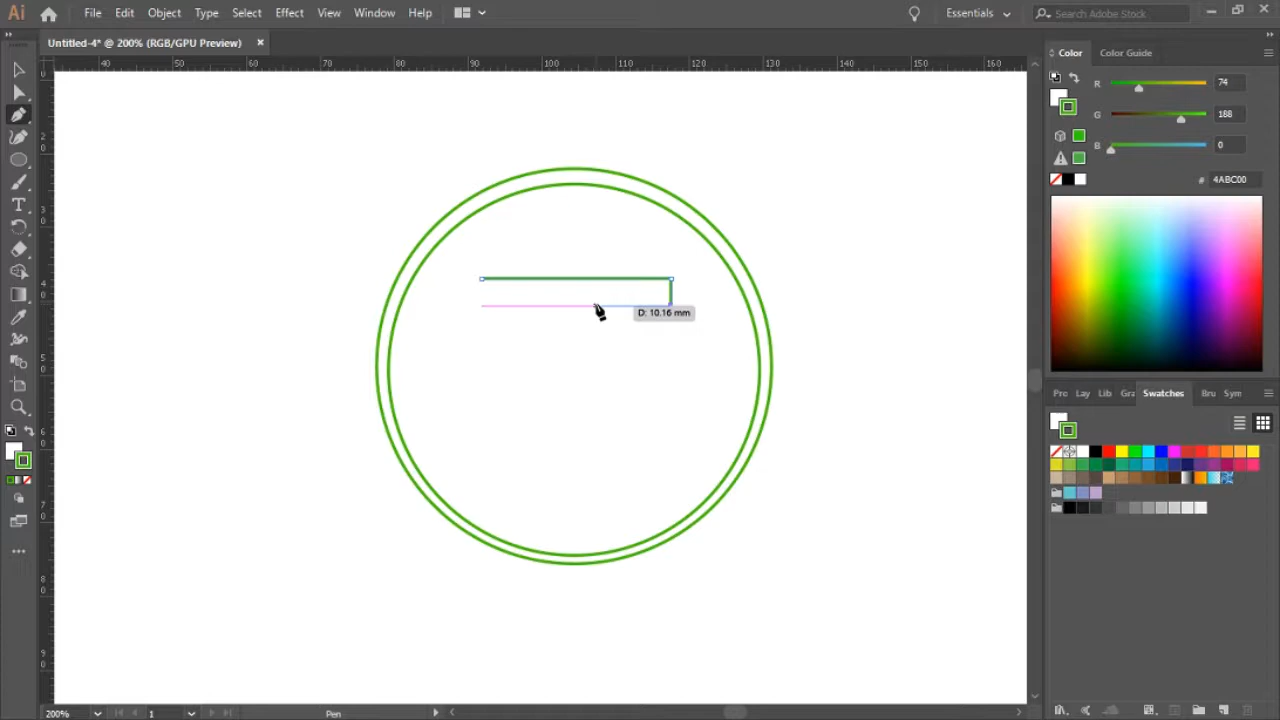 Ai File Edit Object Type Select Effect View Window Help Essentials Search Adobe Stock
Untitled-4* @ 200% (RGB/GPU Preview)
40 50 60 70 80 90 100 110 120 130 140 150 160
Color Color Guide
R 74
G 188
B 0
# 4ABC00
D: 10.16 mm
Pro Lay Lib Gra Swatches Bru Sym
200% 1 Pen